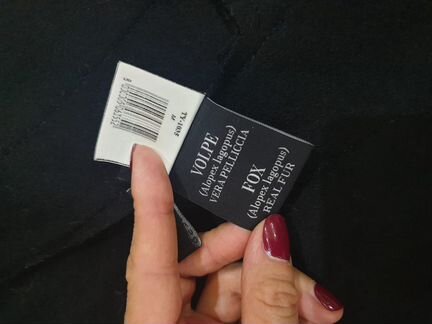 VOLPE
(Alopex lagopus)
VERA PELLICCIA
FOX
(Alopex lagopus)
REAL FUR